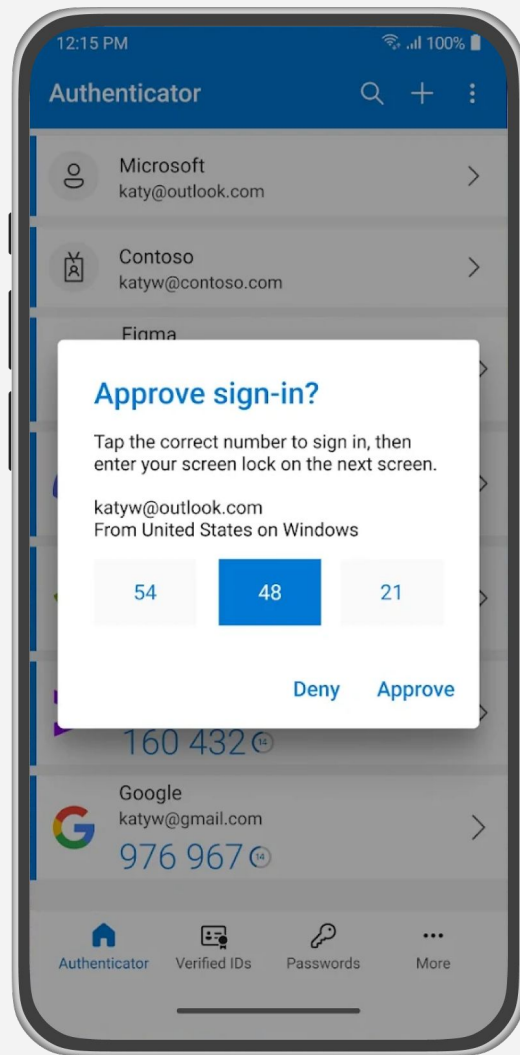 12:15 PM 100%
Authenticator
Microsoft
katy@outlook.com
Contoso
katyw@contoso.com
Figma
Approve sign-in?
Tap the correct number to sign in, then
enter your screen lock on the next screen.
katyw@outlook.com
From United States on Windows
54 48 21
Deny Approve
160 432 14
Google
katyw@gmail.com
976 967 14
Authenticator Verified IDs Passwords More